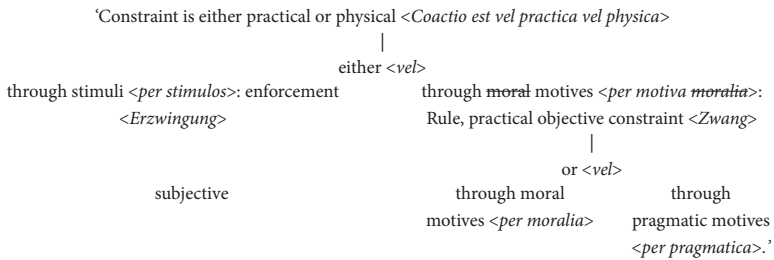 ‘Constraint is either practical or physical <Coactio est vel practica vel physica>
either <vel>
through stimuli <per stimulos>: enforcement
<Erzwingung>
through moral motives <per motiva moralia>:
Rule, practical objective constraint <Zwang>
or <vel>
subjective
through moral
motives <per moralia>
through
pragmatic motives
<per pragmatica>.’